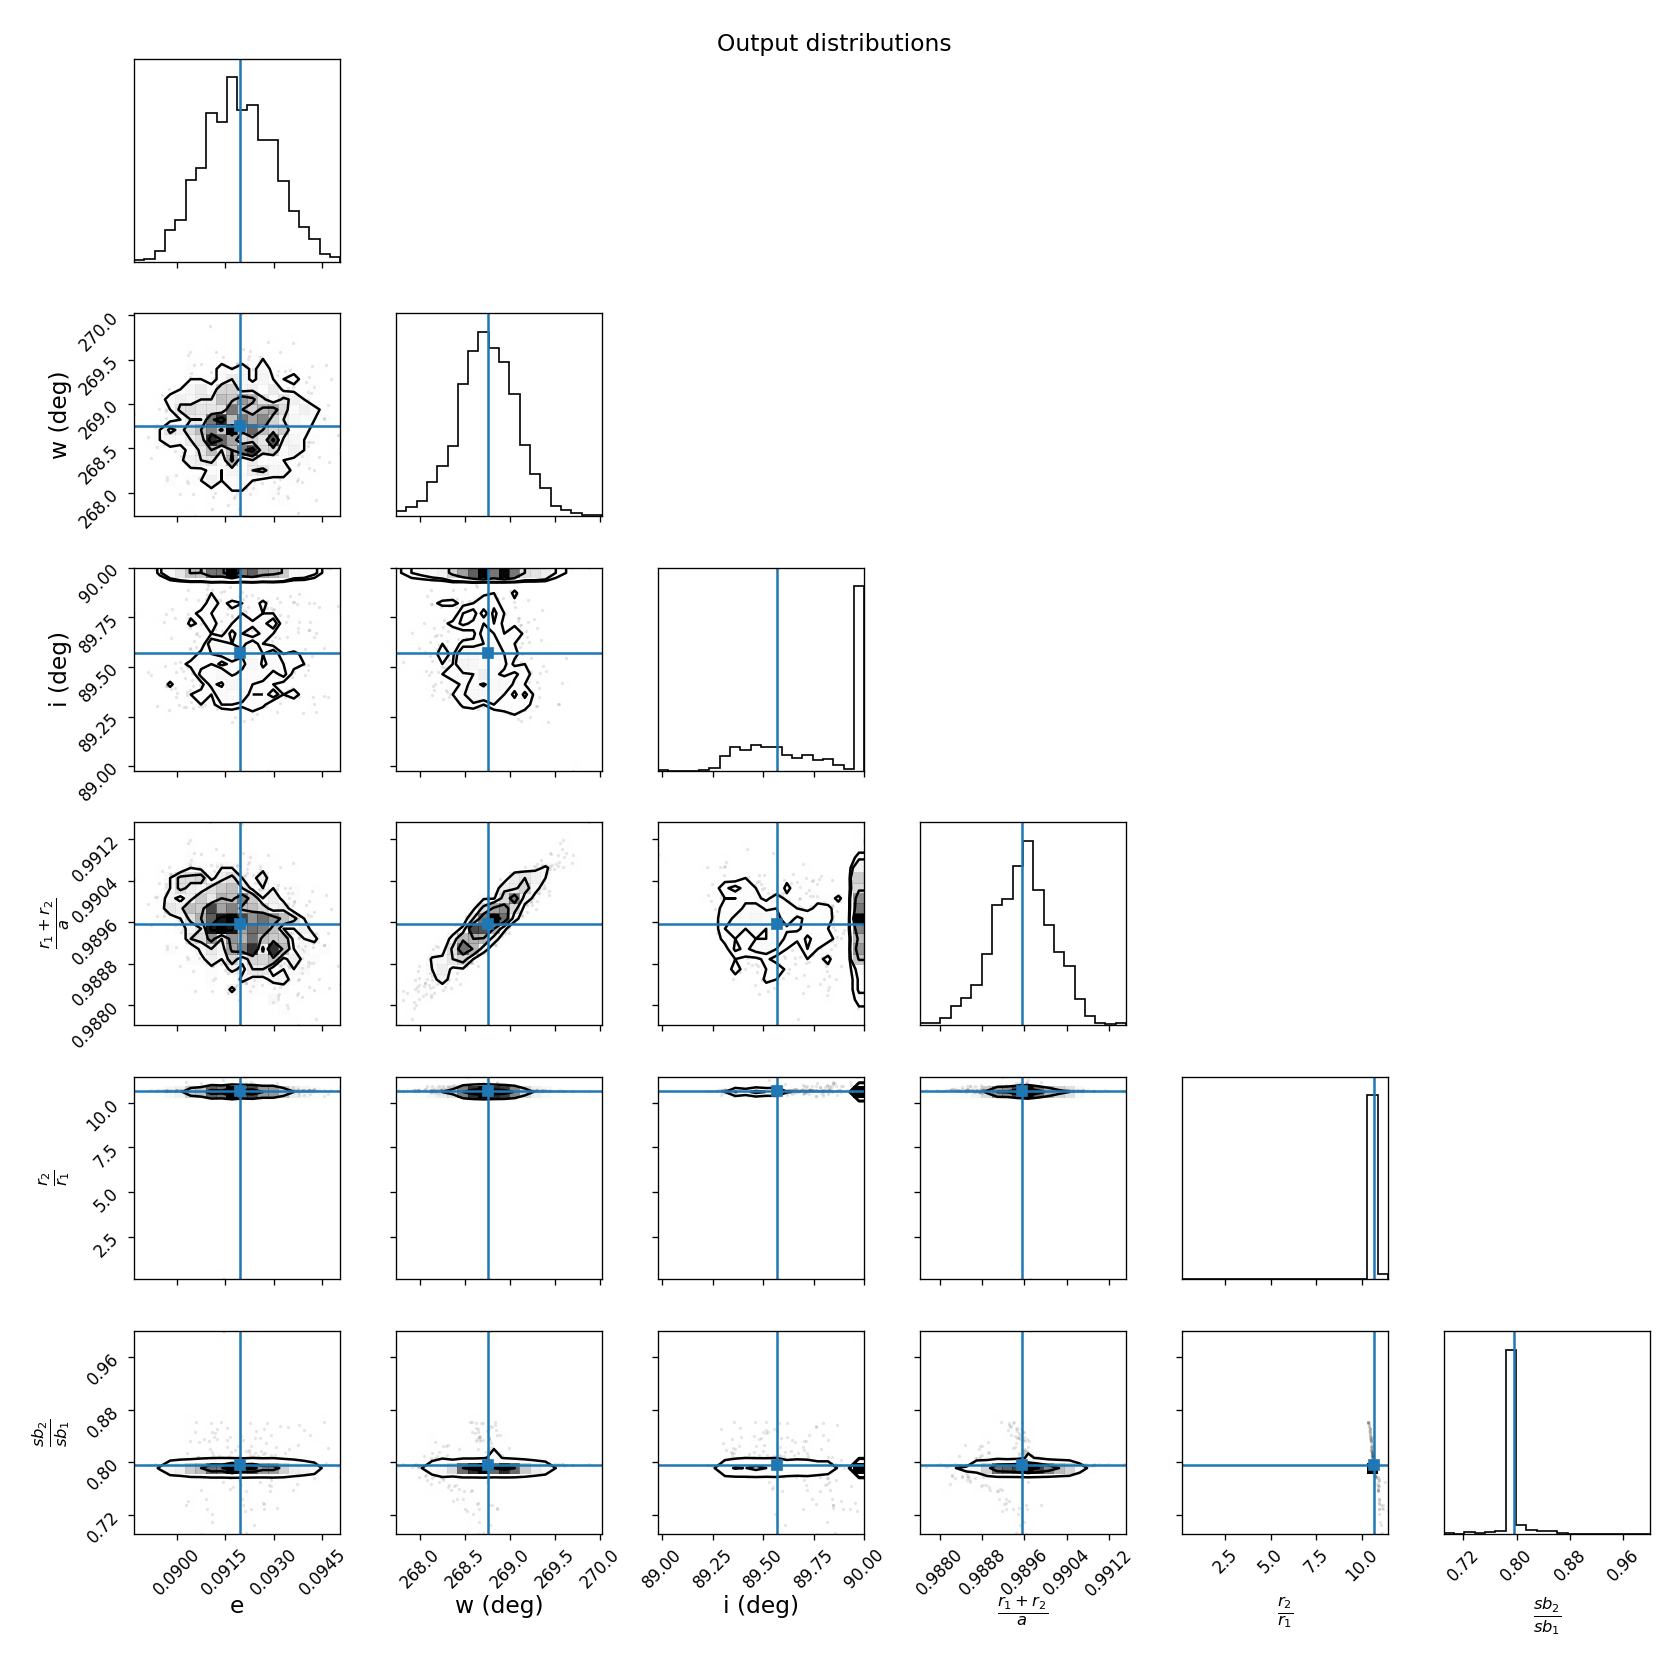 Output distributions
w (deg)
270.0
269.5
269.0
268.5
268.0
i (deg)
90.00
89.75
89.50
89.25
89.00
r₁ + r₂
a
0.9912
0.9904
0.9896
0.9888
0.9880
r₂
r₁
10.0
7.5
5.0
2.5
sb₂
sb₁
0.96
0.88
0.80
0.72
0.0900 0.0915 0.0930 0.0945
268.0 268.5 269.0 269.5 270.0
89.00 89.25 89.50 89.75 90.00
0.9880 0.9888 0.9896 0.9904 0.9912
2.5 5.0 7.5 10.0
0.72 0.80 0.88 0.96
e
w (deg)
i (deg)
r₁ + r₂
a
r₂
r₁
sb₂
sb₁